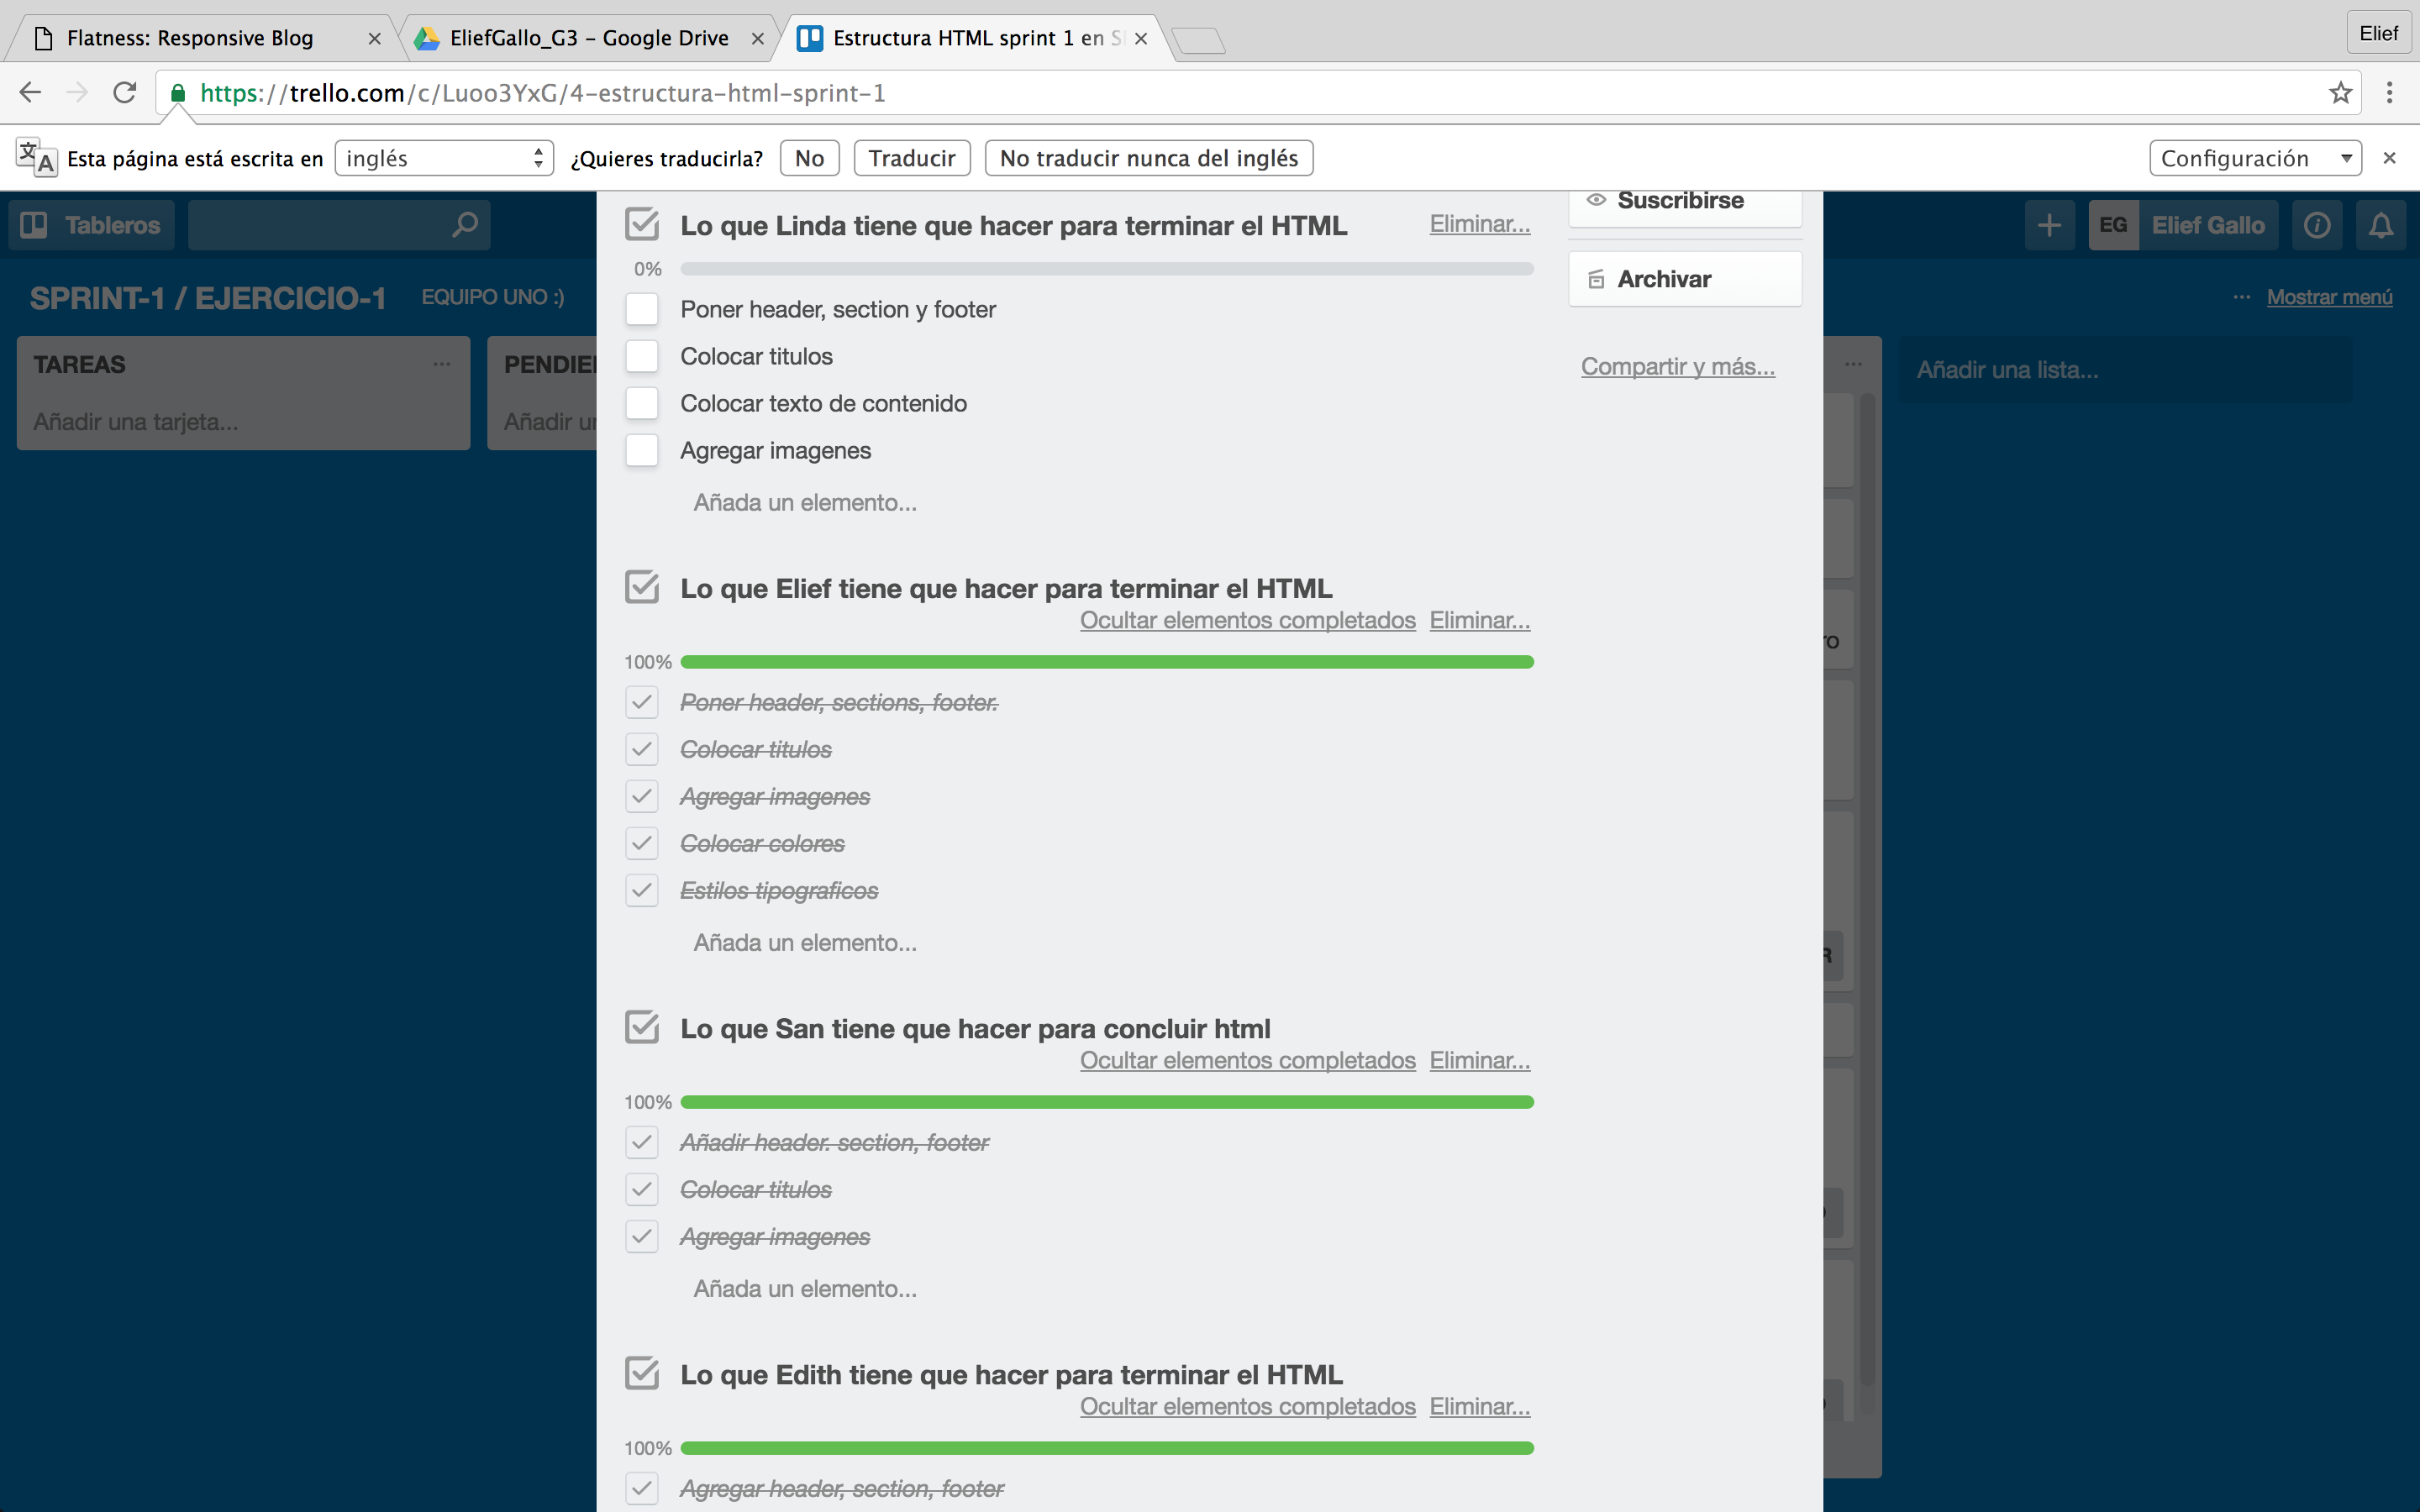 Flatness: Responsive Blog
EliefGallo_G3 – Google Drive
Estructura HTML sprint 1 en S
Elief
https://trello.com/c/Luoo3YxG/4-estructura-html-sprint-1
Esta página está escrita en inglés ¿Quieres traducirla? No Traducir No traducir nunca del inglés Configuración
Tableros
EG Elief Gallo
SPRINT-1 / EJERCICIO-1 EQUIPO UNO :)
... Mostrar menú
TAREAS ...
Añadir una tarjeta...
PENDIE
Añadir u
Añadir una lista...
Lo que Linda tiene que hacer para terminar el HTML Eliminar...
0%
Poner header, section y footer
Colocar titulos
Colocar texto de contenido
Agregar imagenes
Añada un elemento...
Lo que Elief tiene que hacer para terminar el HTML
Ocultar elementos completados Eliminar...
100%
Poner header, sections, footer.
Colocar titulos
Agregar imagenes
Colocar colores
Estilos tipograficos
Añada un elemento...
Lo que San tiene que hacer para concluir html
Ocultar elementos completados Eliminar...
100%
Añadir header. section, footer
Colocar titulos
Agregar imagenes
Añada un elemento...
Lo que Edith tiene que hacer para terminar el HTML
Ocultar elementos completados Eliminar...
100%
Agregar header, section, footer
Suscribirse
Archivar
Compartir y más...
...
ro
R